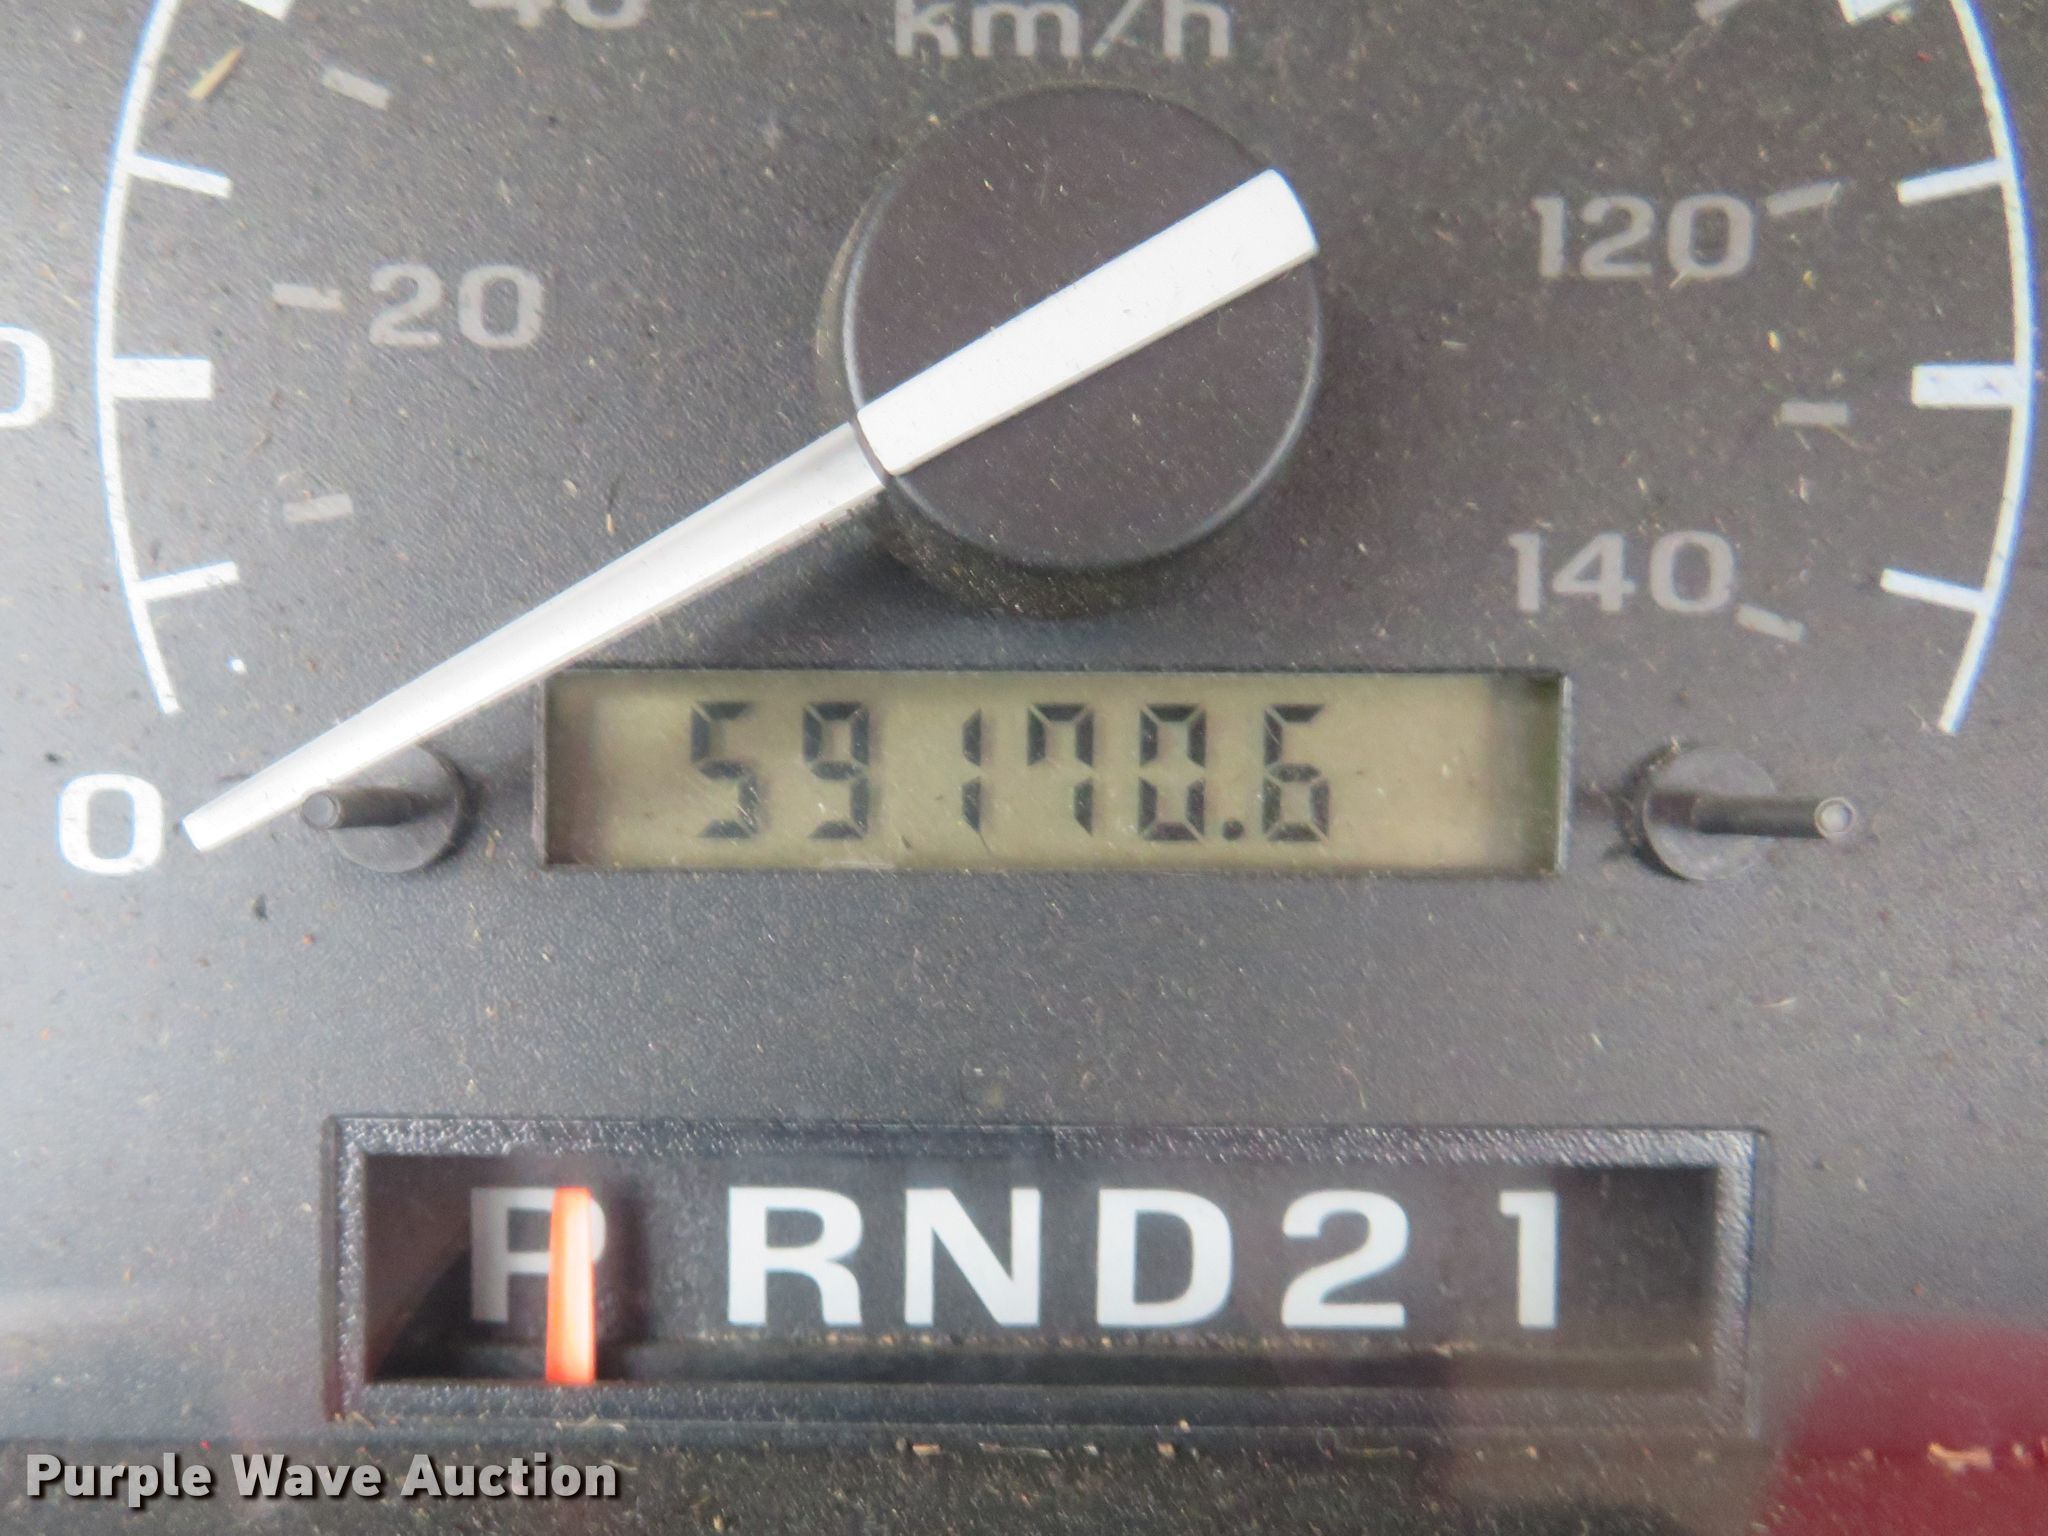 km/h
20
120
140
0
59170.6
P RND21
Purple Wave Auction